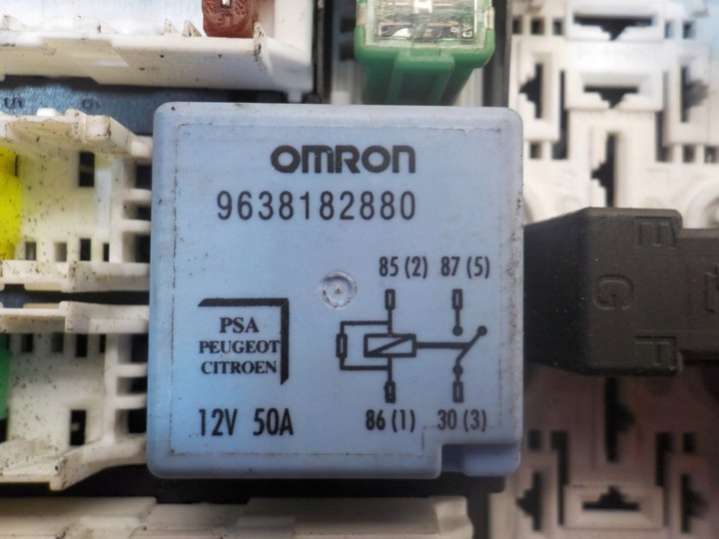 OMRON
9638182880
85 (2) 87 (5)
PSA
PEUGEOT
CITROEN
12V 50A
86 (1) 30 (3)
E
G F